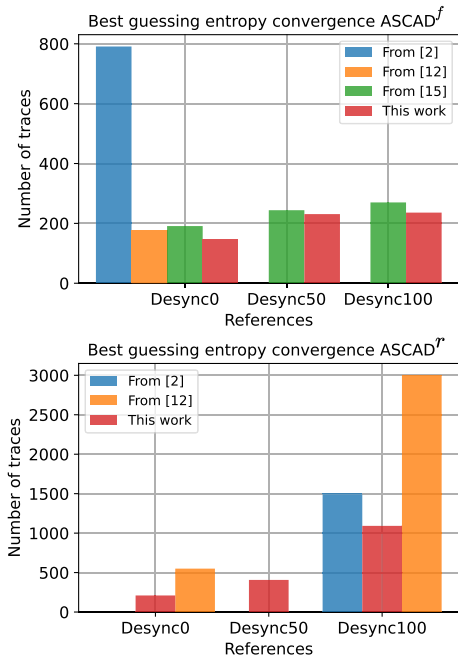 Best guessing entropy convergence ASCAD^f
Number of traces
800
600
400
200
0
From [2]
From [12]
From [15]
This work
Desync0 Desync50 Desync100
References
Best guessing entropy convergence ASCAD^r
Number of traces
3000
2500
2000
1500
1000
500
0
From [2]
From [12]
This work
Desync0 Desync50 Desync100
References